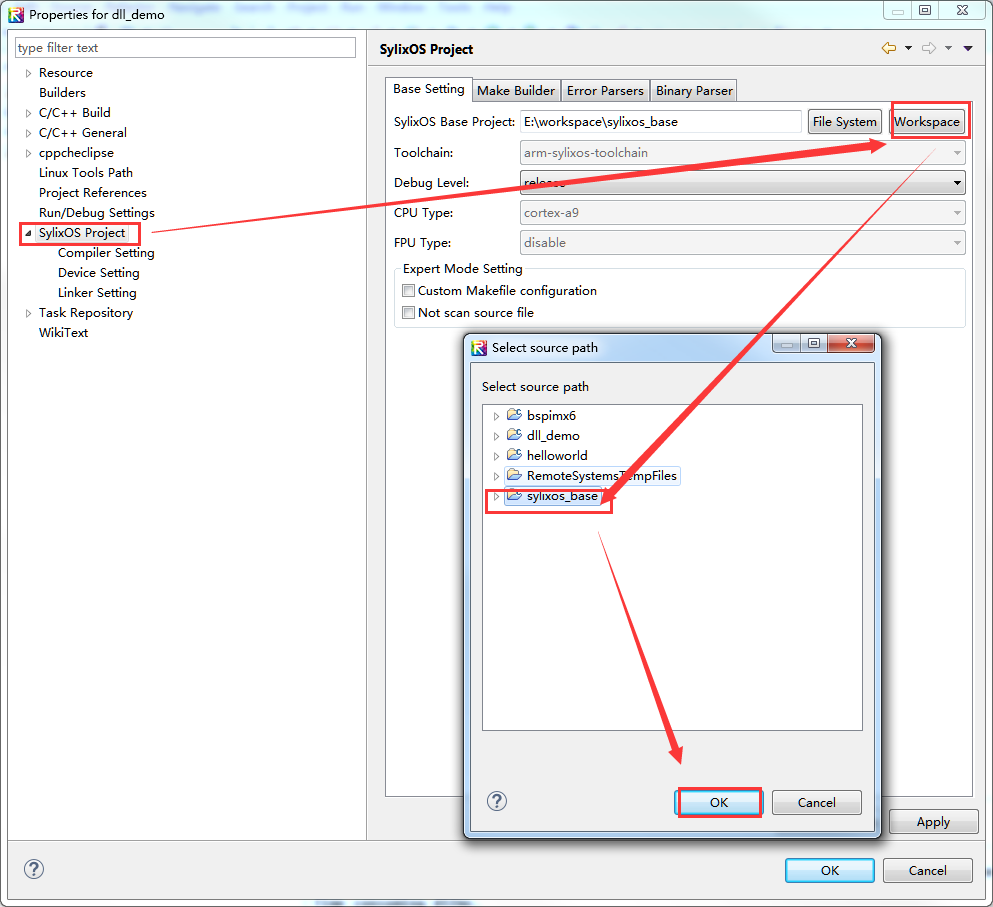 Properties for dll_demo
type filter text
Resource
Builders
C/C++ Build
C/C++ General
cppcheclipse
Linux Tools Path
Project References
Run/Debug Settings
SylixOS Project
Compiler Setting
Device Setting
Linker Setting
Task Repository
WikiText
SylixOS Project
Base Setting Make Builder Error Parsers Binary Parser
SylixOS Base Project: E:\workspace\sylixos_base File System Workspace
Toolchain: arm-sylixos-toolchain
Debug Level: release
CPU Type: cortex-a9
FPU Type: disable
Expert Mode Setting
Custom Makefile configuration
Not scan source file
Select source path
Select source path
bspimx6
dll_demo
helloworld
RemoteSystemsTempFiles
sylixos_base
OK Cancel
Apply
OK Cancel